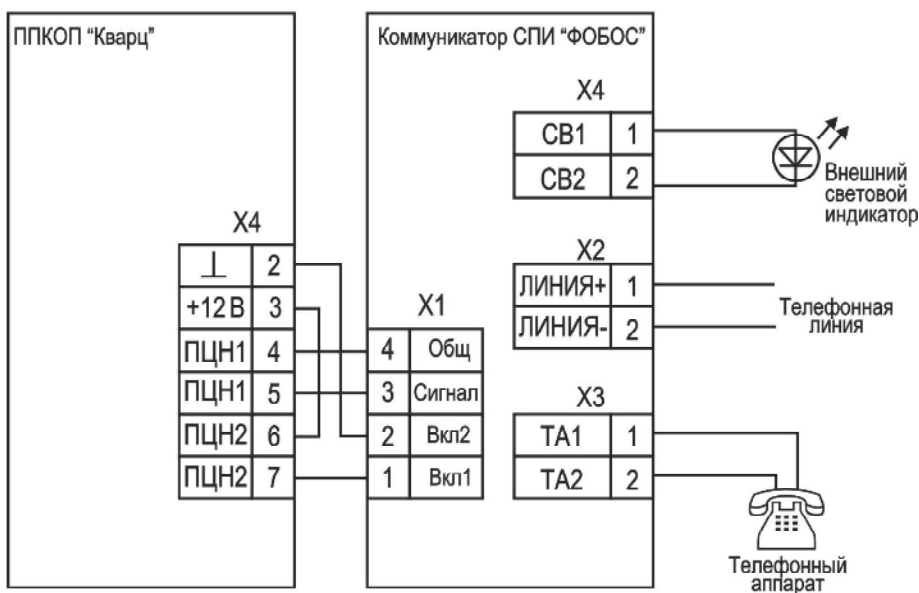 ППКОП “Кварц”
X4
⊥ 2
+12 В 3
ПЦН1 4
ПЦН1 5
ПЦН2 6
ПЦН2 7
Коммуникатор СПИ “ФОБОС”
X1
4 Общ
3 Сигнал
2 Вкл2
1 Вкл1
X4
СВ1 1
СВ2 2
Внешний
световой
индикатор
X2
ЛИНИЯ+ 1
ЛИНИЯ- 2
Телефонная
линия
X3
ТА1 1
ТА2 2
Телефонный
аппарат